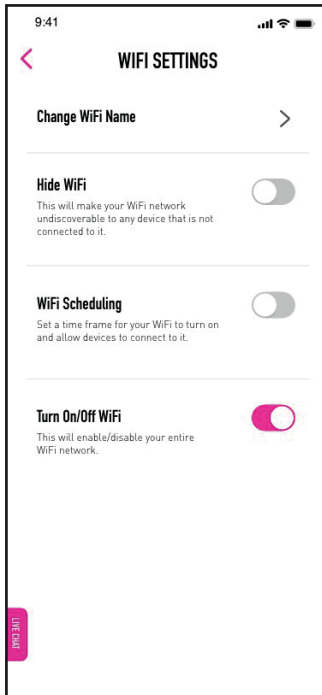 9:41
WIFI SETTINGS
Change WiFi Name
Hide WiFi
This will make your WiFi network
undiscoverable to any device that is not
connected to it.
WiFi Scheduling
Set a time frame for your WiFi to turn on
and allow devices to connect to it.
Turn On/Off WiFi
This will enable/disable your entire
WiFi network.
LIVE CHAT